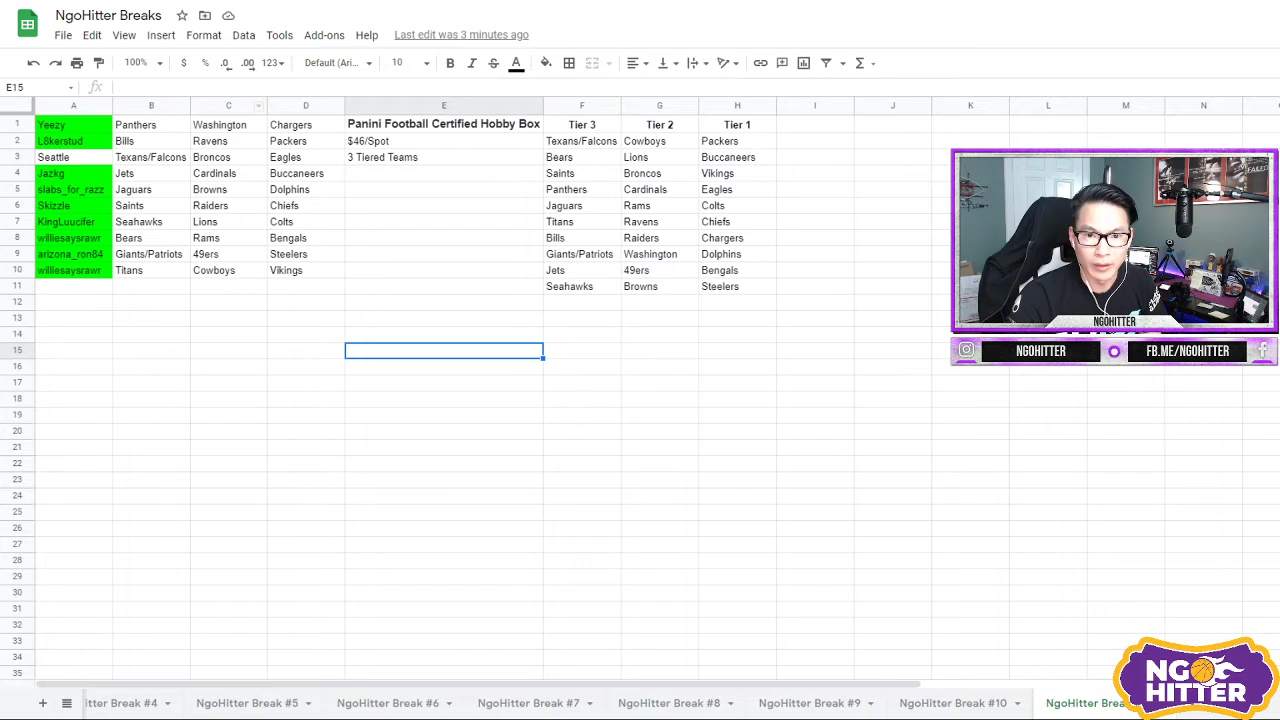 NgoHitter Breaks
File Edit View Insert Format Data Tools Add-ons Help Last edit was 3 minutes ago
100% $ % .0 .00 123 Default (Ari... 10 B I S A
E15 fx
A B C D E F G H I J K L M N
1 Yeezy Panthers Washington Chargers Panini Football Certified Hobby Box Tier 3 Tier 2 Tier 1
2 L8kerstud Bills Ravens Packers $46/Spot Texans/Falcons Cowboys Packers
3 Seattle Texans/Falcons Broncos Eagles 3 Tiered Teams Bears Lions Buccaneers
4 Jazkg Jets Cardinals Buccaneers Saints Broncos Vikings
5 slabs_for_razz Jaguars Browns Dolphins Panthers Cardinals Eagles
6 Skizzle Saints Raiders Chiefs Jaguars Rams Colts
7 KingLuucifer Seahawks Lions Colts Titans Ravens Chiefs
8 williesaysrawr Bears Rams Bengals Bills Raiders Chargers
9 arizona_ron84 Giants/Patriots 49ers Steelers Giants/Patriots Washington Dolphins
10 williesaysrawr Titans Cowboys Vikings Jets 49ers Bengals
11 Seahawks Browns Steelers
12
13
14
15
16
17
18
19
20
21
22
23
24
25
26
27
28
29
30
31
32
33
34
35
NGOHITTER
NGOHITTER FB.ME/NGOHITTER
NGO
HITTER
itter Break #4 NgoHitter Break #5 NgoHitter Break #6 NgoHitter Break #7 NgoHitter Break #8 NgoHitter Break #9 NgoHitter Break #10 NgoHitter Brea